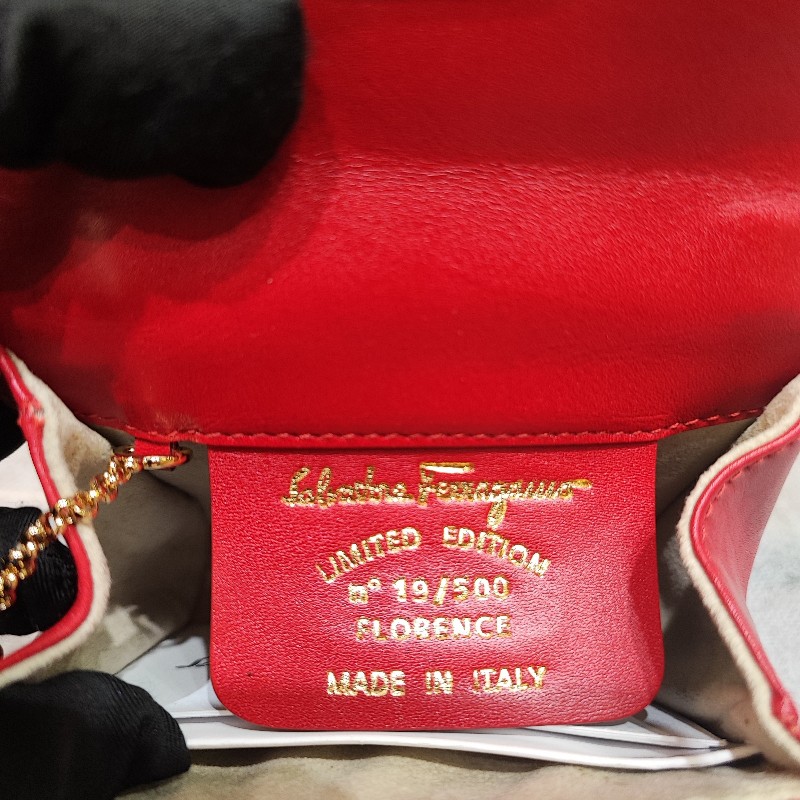 Salvatore Ferragamo
LIMITED EDITION
n° 19/500
FLORENCE
MADE IN ITALY